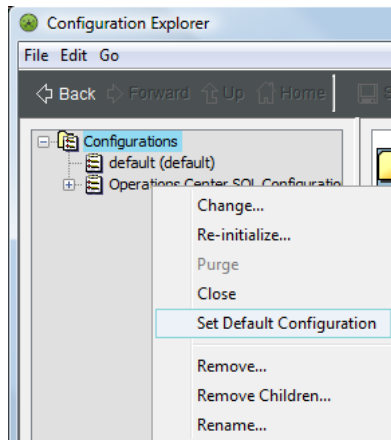 Configuration Explorer
File Edit Go
Back Forward Up Home S
Configurations
default (default)
Operations Center SQL Configuratio
Change...
Re-initialize...
Purge
Close
Set Default Configuration
Remove...
Remove Children...
Rename...